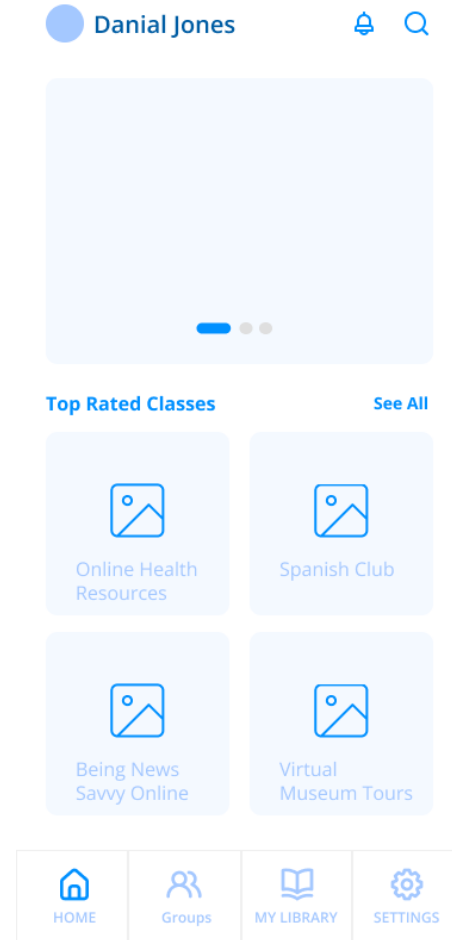 Danial Jones
Top Rated Classes
See All
Online Health
Resources
Spanish Club
Being News
Savvy Online
Virtual
Museum Tours
HOME
Groups
MY LIBRARY
SETTINGS